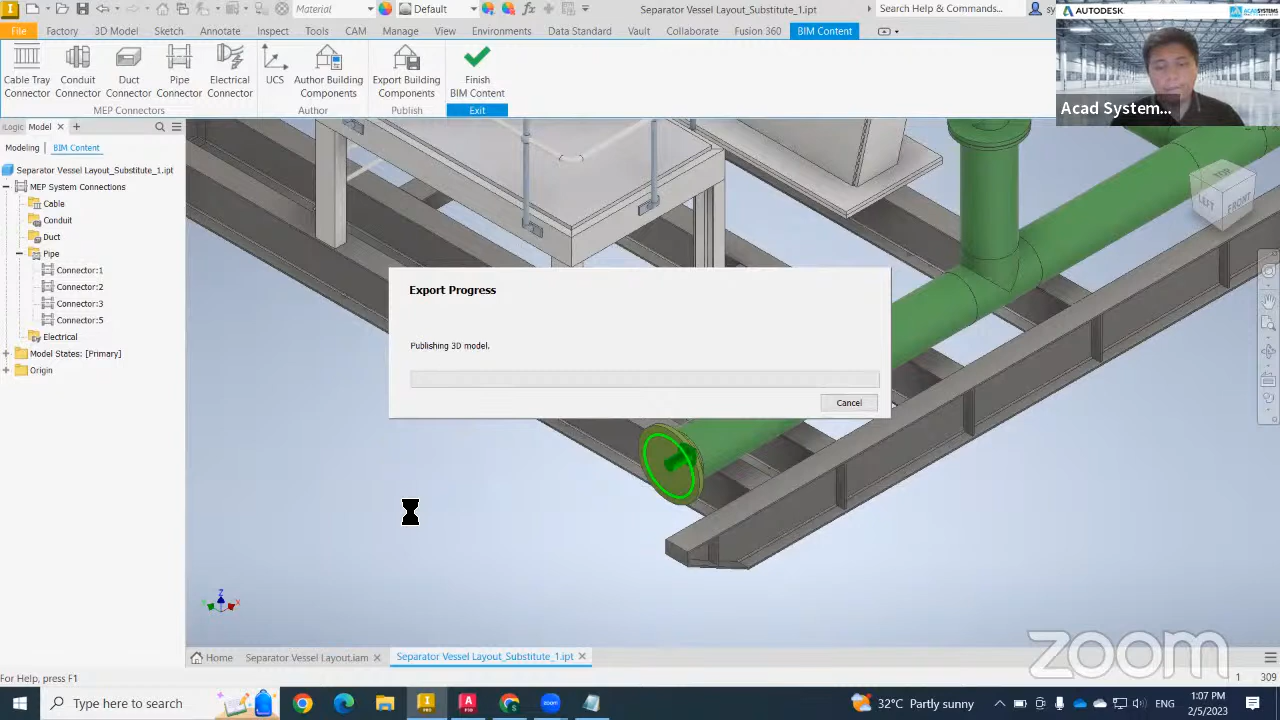 Material
Default
Separator Vessel Layout_Substitute_1.ipt
Search Help & Commands...
AUTODESK
ACADSYSTEMS
File
Factory
3D Model
Sketch
Annotate
Inspect
Tools
CAM
Vault
Collaborate
Fusion 360
BIM Content
Cable Tray
Connector
Conduit
Connector
Duct
Connector
Pipe
Connector
Electrical
Connector
UCS
Author Building
Components
Export Building
Components
Finish
BIM Content
MEP Connectors
Author
Publish
Exit
Acad System...
iLogic
Model
Modeling
BIM Content
Separator Vessel Layout_Substitute_1.ipt
MEP System Connections
Cable
Conduit
Duct
Pipe
Connector:1
Connector:2
Connector:3
Connector:5
Electrical
Model States: [Primary]
Origin
TOP
LEFT
FRONT
Export Progress
Publishing 3D model.
Cancel
Z
X
Home
Separator Vessel Layout.iam
Separator Vessel Layout_Substitute_1.ipt
zoom
For Help, press F1
1
309
Type here to search
32°C Partly sunny
ENG
1:07 PM
2/5/2023